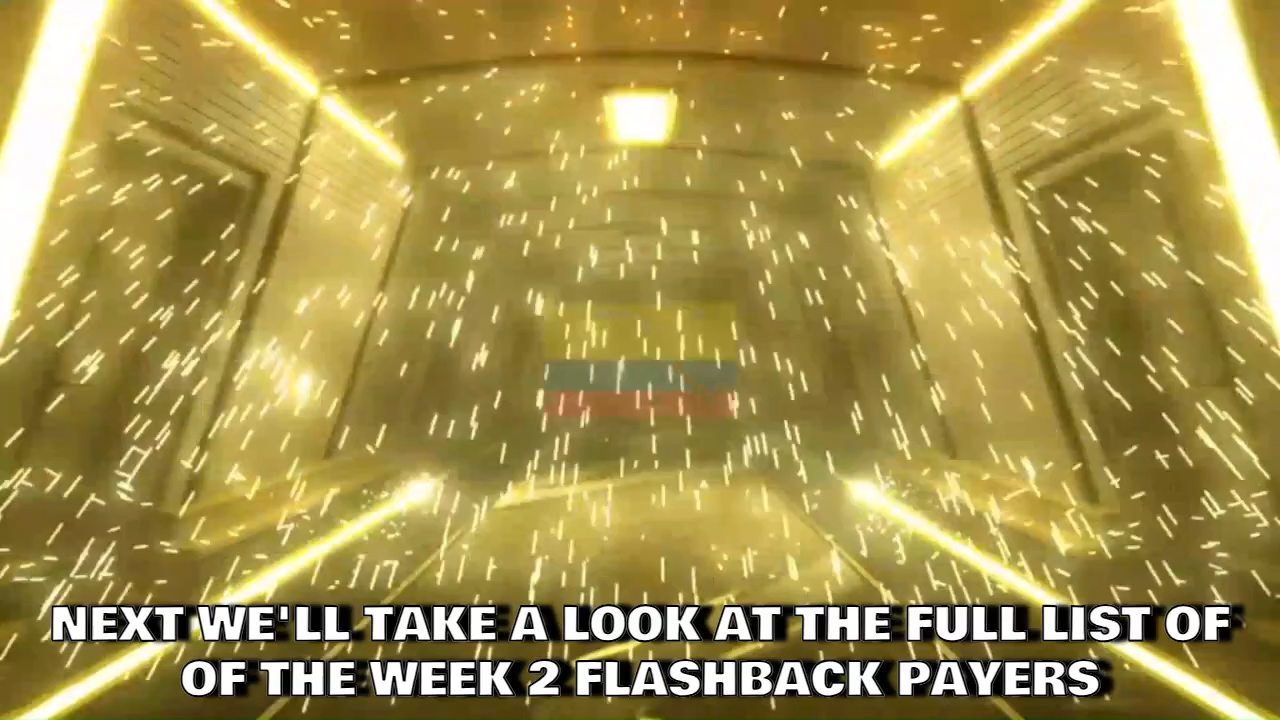 NEXT WE'LL TAKE A LOOK AT THE FULL LIST OF
OF THE WEEK 2 FLASHBACK PAYERS